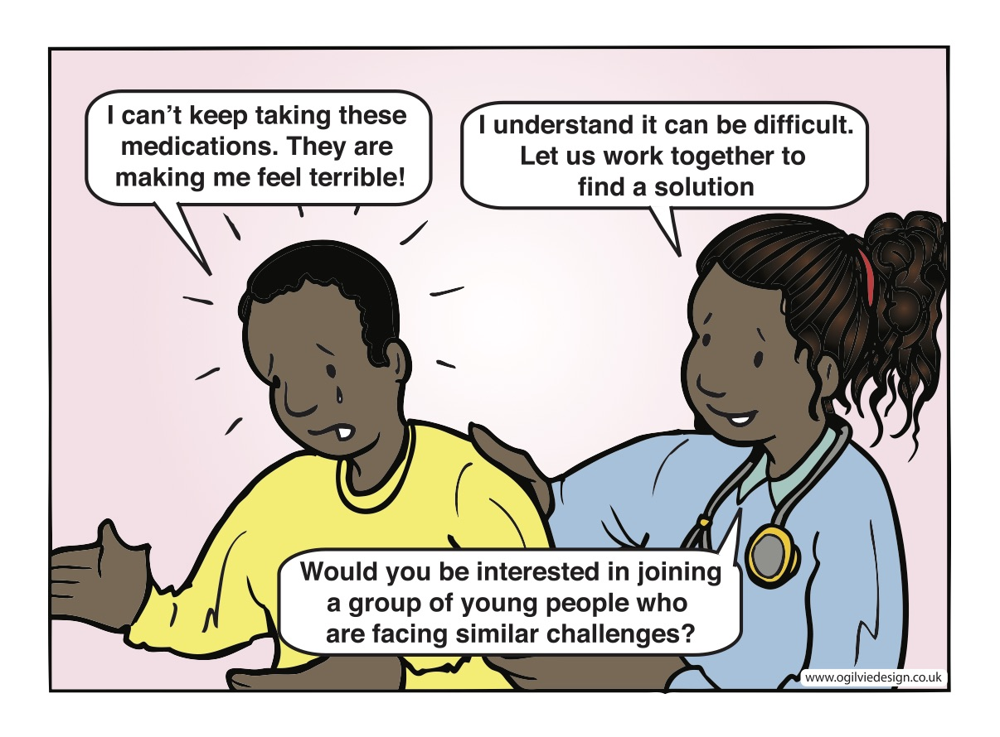 I can’t keep taking these
medications. They are
making me feel terrible!
I understand it can be difficult.
Let us work together to
find a solution
Would you be interested in joining
a group of young people who
are facing similar challenges?
www.ogilviedesign.co.uk